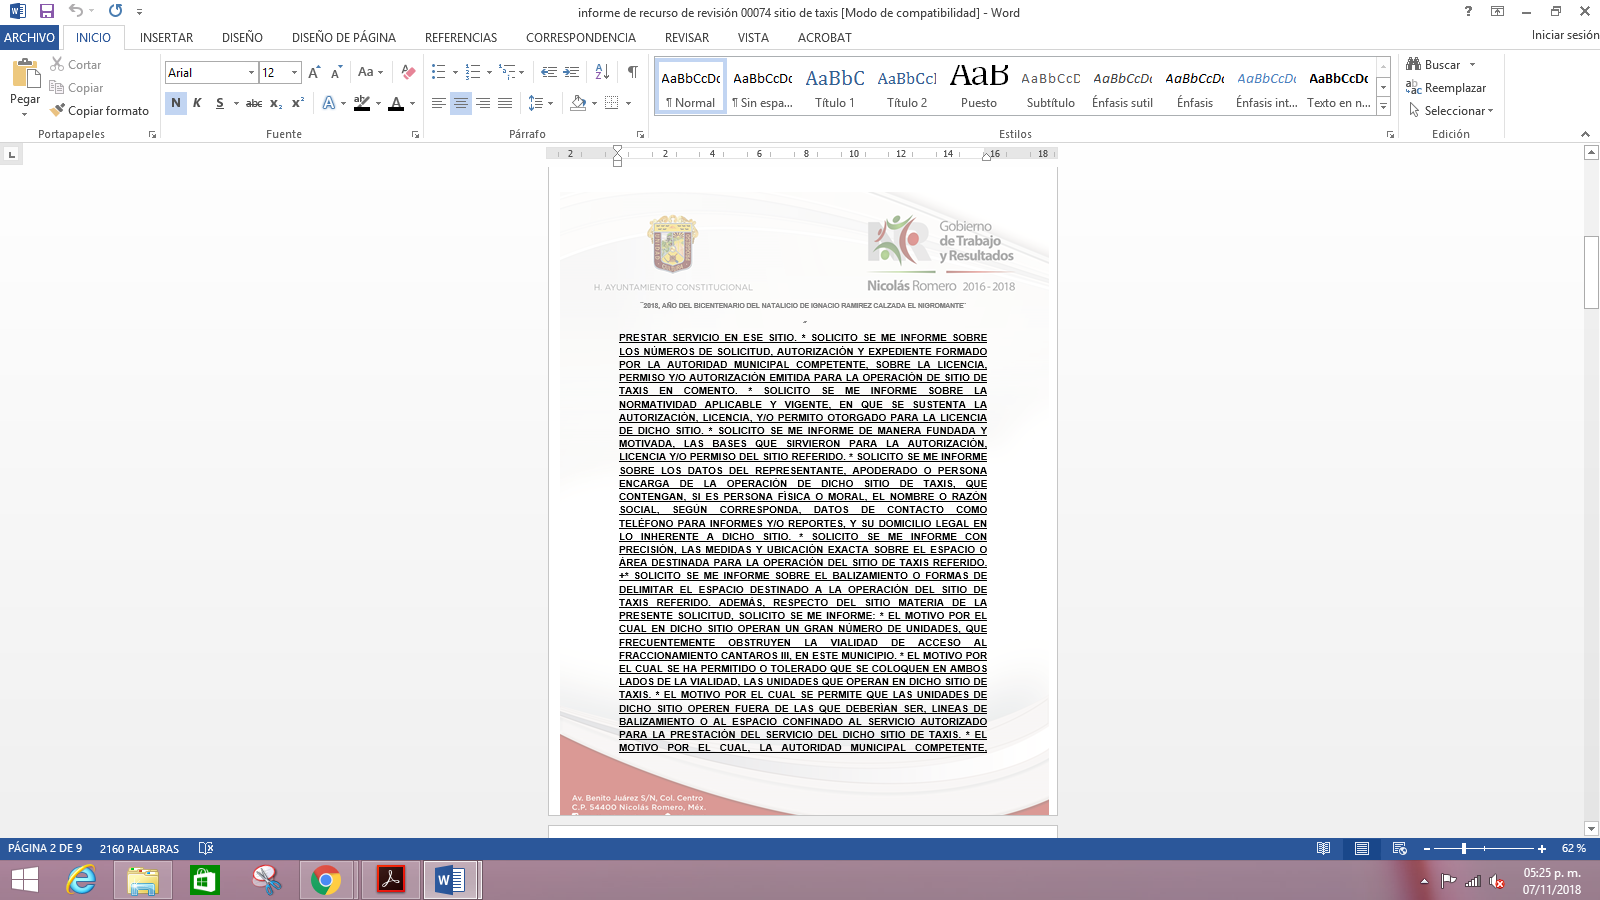 informe de recurso de revisión 00074 sitio de taxis [Modo de compatibilidad] - Word
ARCHIVO INICIO INSERTAR DISEÑO DISEÑO DE PÁGINA REFERENCIAS CORRESPONDENCIA REVISAR VISTA ACROBAT Iniciar sesión
Pegar
Cortar
Copiar
Copiar formato
Portapapeles
Arial 12
N K S abc x₂ x²
Fuente
Párrafo
AaBbCcDc AaBbCcDc AaBbC AaBbCcI AaB AaBbCcD AaBbCcDc AaBbCcDc AaBbCcDc AaBbCcDc
¶ Normal ¶ Sin espa... Título 1 Título 2 Puesto Subtítulo Énfasis sutil Énfasis Énfasis int... Texto en n...
Estilos
Buscar
Reemplazar
Seleccionar
Edición
2 2 4 6 8 10 12 14 16 18
H. AYUNTAMIENTO CONSTITUCIONAL
Gobierno
de Trabajo
y Resultados
Nicolás Romero 2016 - 2018
¨2018, AÑO DEL BICENTENARIO DEL NATALICIO DE IGNACIO RAMIREZ CALZADA EL NIGROMANTE¨
PRESTAR SERVICIO EN ESE SITIO. * SOLICITO SE ME INFORME SOBRE
LOS NÚMEROS DE SOLICITUD, AUTORIZACIÓN Y EXPEDIENTE FORMADO
POR LA AUTORIDAD MUNICIPAL COMPETENTE, SOBRE LA LICENCIA,
PERMISO Y/O AUTORIZACIÓN EMITIDA PARA LA OPERACIÓN DE SITIO DE
TAXIS EN COMENTO. * SOLICITO SE ME INFORME SOBRE LA
NORMATIVIDAD APLICABLE Y VIGENTE, EN QUE SE SUSTENTA LA
AUTORIZACIÓN, LICENCIA, Y/O PERMITO OTORGADO PARA LA LICENCIA
DE DICHO SITIO. * SOLICITO SE ME INFORME DE MANERA FUNDADA Y
MOTIVADA, LAS BASES QUE SIRVIERON PARA LA AUTORIZACIÓN,
LICENCIA Y/O PERMISO DEL SITIO REFERIDO. * SOLICITO SE ME INFORME
SOBRE LOS DATOS DEL REPRESENTANTE, APODERADO O PERSONA
ENCARGA DE LA OPERACIÓN DE DICHO SITIO DE TAXIS, QUE
CONTENGAN, SI ES PERSONA FÍSICA O MORAL, EL NOMBRE O RAZÓN
SOCIAL, SEGÚN CORRESPONDA, DATOS DE CONTACTO COMO
TELÉFONO PARA INFORMES Y/O REPORTES, Y SU DOMICILIO LEGAL EN
LO INHERENTE A DICHO SITIO. * SOLICITO SE ME INFORME CON
PRECISIÓN, LAS MEDIDAS Y UBICACIÓN EXACTA SOBRE EL ESPACIO O
ÁREA DESTINADA PARA LA OPERACIÓN DEL SITIO DE TAXIS REFERIDO.
+* SOLICITO SE ME INFORME SOBRE EL BALIZAMIENTO O FORMAS DE
DELIMITAR EL ESPACIO DESTINADO A LA OPERACIÓN DEL SITIO DE
TAXIS REFERIDO. ADEMÁS, RESPECTO DEL SITIO MATERIA DE LA
PRESENTE SOLICITUD, SOLICITO SE ME INFORME: * EL MOTIVO POR EL
CUAL EN DICHO SITIO OPERAN UN GRAN NÚMERO DE UNIDADES, QUE
FRECUENTEMENTE OBSTRUYEN LA VIALIDAD DE ACCESO AL
FRACCIONAMIENTO CANTAROS III, EN ESTE MUNICIPIO. * EL MOTIVO POR
EL CUAL SE HA PERMITIDO O TOLERADO QUE SE COLOQUEN EN AMBOS
LADOS DE LA VIALIDAD, LAS UNIDADES QUE OPERAN EN DICHO SITIO DE
TAXIS. * EL MOTIVO POR EL CUAL SE PERMITE QUE LAS UNIDADES DE
DICHO SITIO OPEREN FUERA DE LAS QUE DEBERÍAN SER, LINEAS DE
BALIZAMIENTO O AL ESPACIO CONFINADO AL SERVICIO AUTORIZADO
PARA LA PRESTACIÓN DEL SERVICIO DEL DICHO SITIO DE TAXIS. * EL
MOTIVO POR EL CUAL, LA AUTORIDAD MUNICIPAL COMPETENTE,
Av. Benito Juárez S/N, Col. Centro
C.P. 54400 Nicolás Romero, Méx.
PÁGINA 2 DE 9 2160 PALABRAS 62 %
05:25 p. m.
07/11/2018